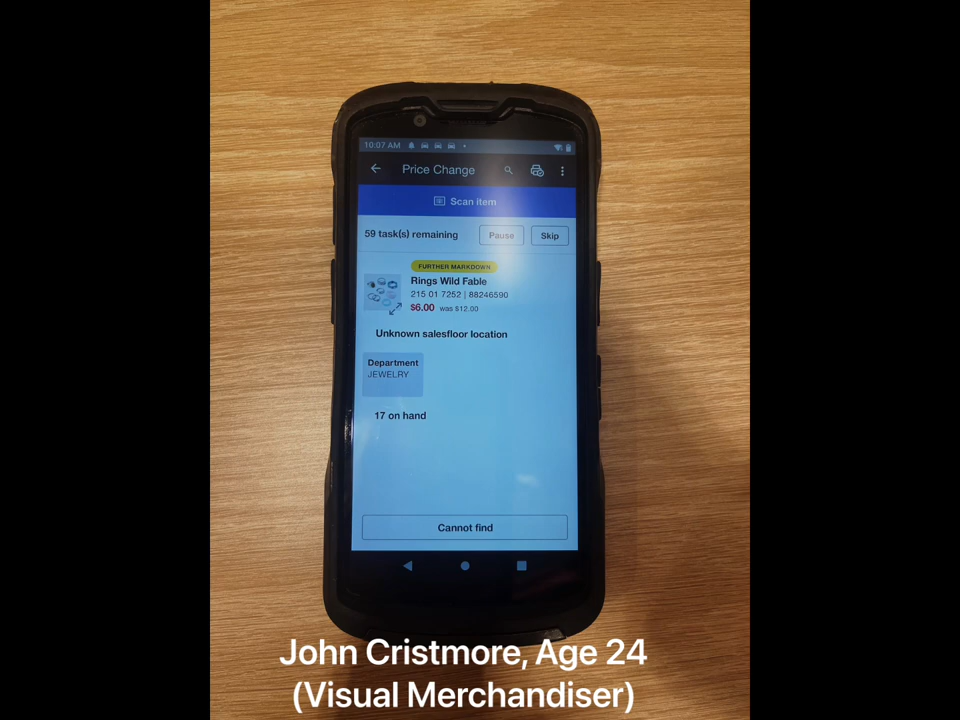 10:07 AM
Price Change
Scan item
59 task(s) remaining
Pause
Skip
FURTHER MARKDOWN
Rings Wild Fable
215 01 7252 | 88246590
$6.00 was $12.00
Unknown salesfloor location
Department
JEWELRY
17 on hand
Cannot find
John Cristmore, Age 24
(Visual Merchandiser)